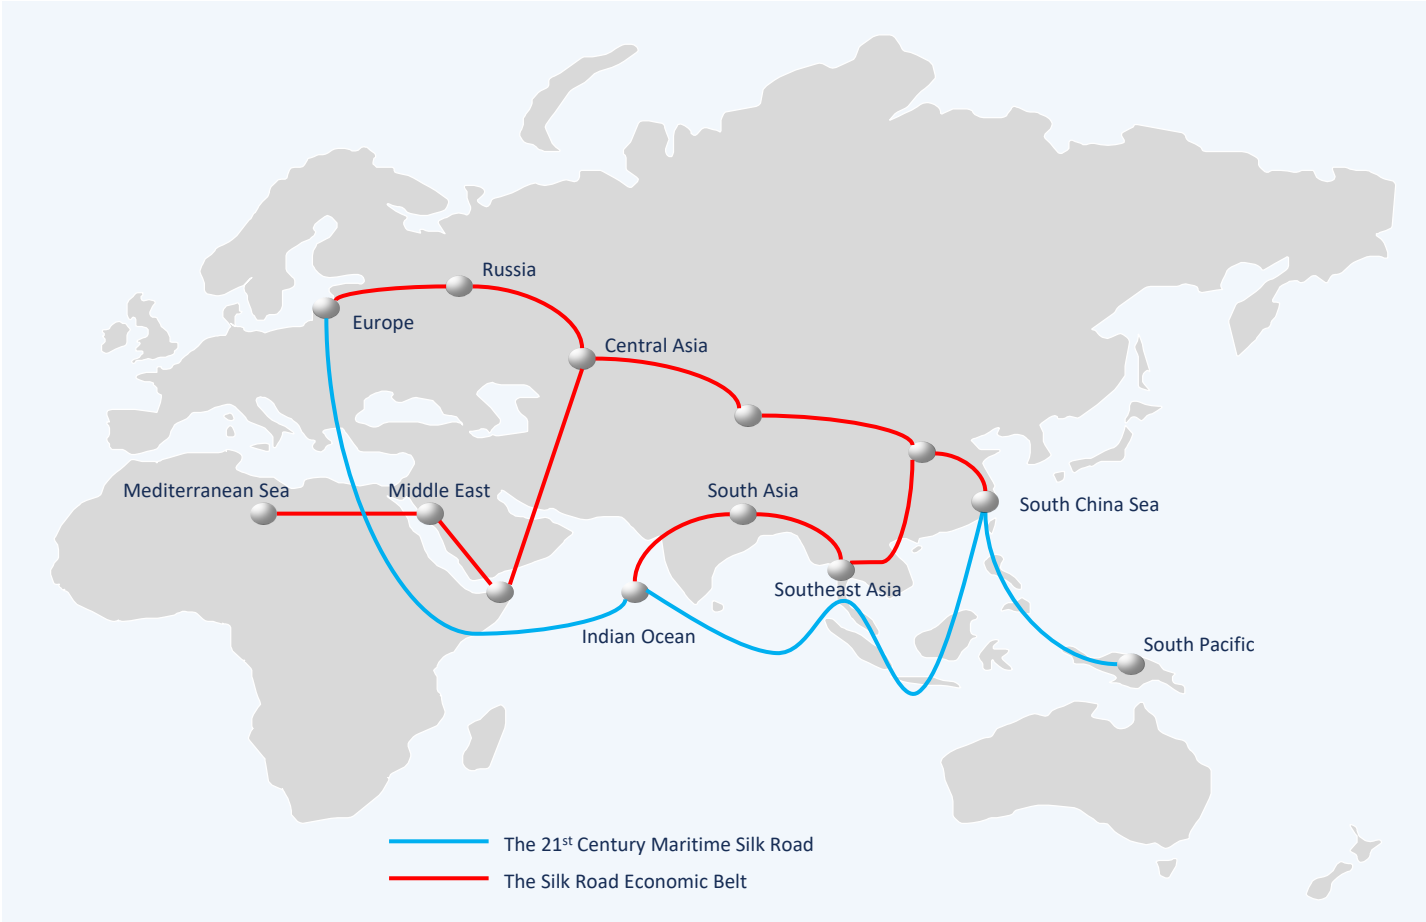 Russia
Europe
Central Asia
Mediterranean Sea
Middle East
South Asia
South China Sea
Southeast Asia
Indian Ocean
South Pacific
The 21st Century Maritime Silk Road
The Silk Road Economic Belt